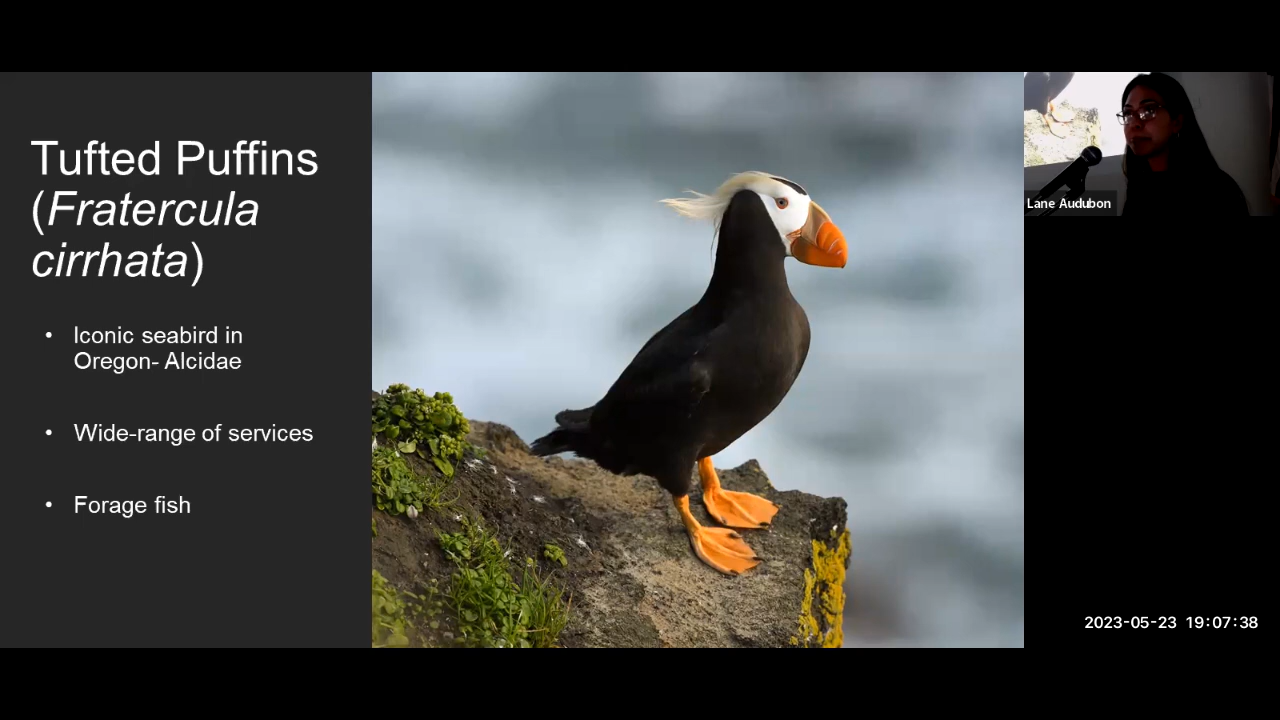 Tufted Puffins
(Fratercula
cirrhata)
• Iconic seabird in
Oregon- Alcidae
• Wide-range of services
• Forage fish
Lane Audubon
2023-05-23 19:07:38